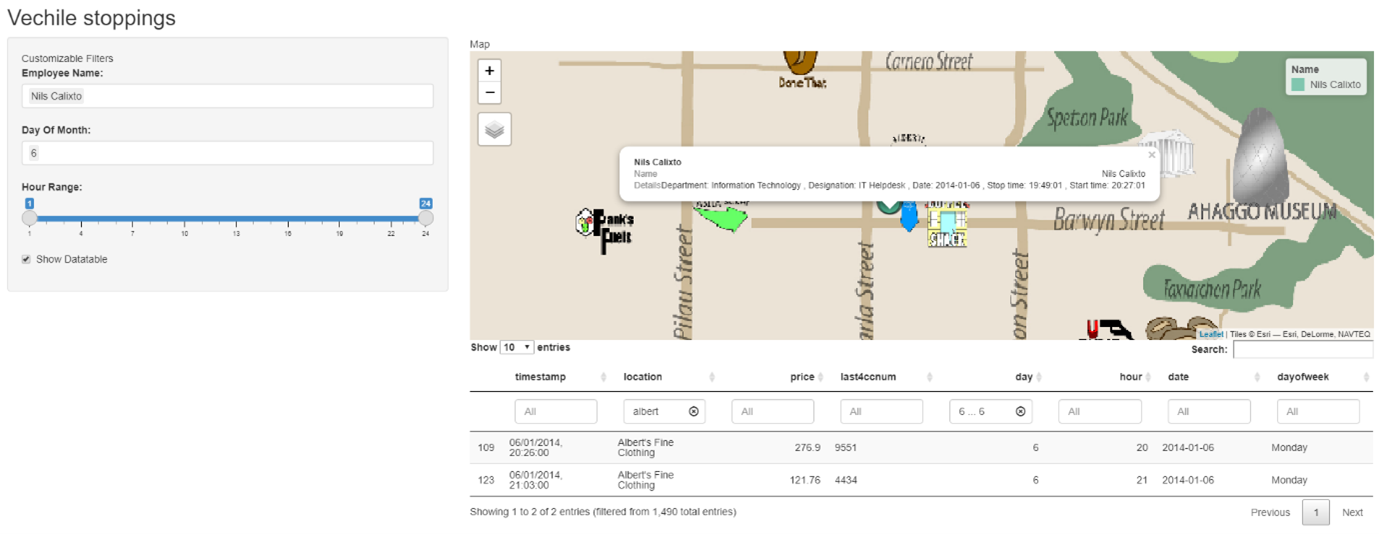 Vechile stoppings
Customizable Filters
Employee Name:
Nils Calixto
Day Of Month:
6
Hour Range:
1 24
1 4 7 10 13 16 19 22 24
Show Datatable
Map
+
−
Done That
Carnero Street
Name
Nils Calixto
Spetson Park
Nils Calixto ×
Name Nils Calixto
DetailsDepartment: Information Technology , Designation: IT Helpdesk , Date: 2014-01-06 , Stop time: 19:49:01 , Start time: 20:27:01
Frank's
Fuels
Pilau Street
Barwyn Street
AHAGGO MUSEUM
arla Street
on Street
Taxiarchen Park
U
Leaflet | Tiles © Esri — Esri, DeLorme, NAVTEQ
Show 10 entries
Search:
timestamp location price last4ccnum day hour date dayofweek
All albert All All 6 ... 6 All All All
109 06/01/2014, 20:26:00 Albert's Fine Clothing 276.9 9551 6 20 2014-01-06 Monday
123 06/01/2014, 21:03:00 Albert's Fine Clothing 121.76 4434 6 21 2014-01-06 Monday
Showing 1 to 2 of 2 entries (filtered from 1,490 total entries)
Previous 1 Next